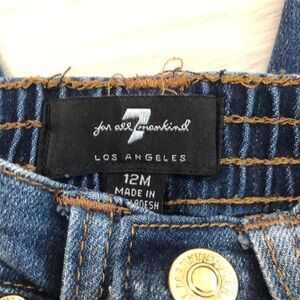 7
for all mankind
LOS ANGELES
12M
MADE IN